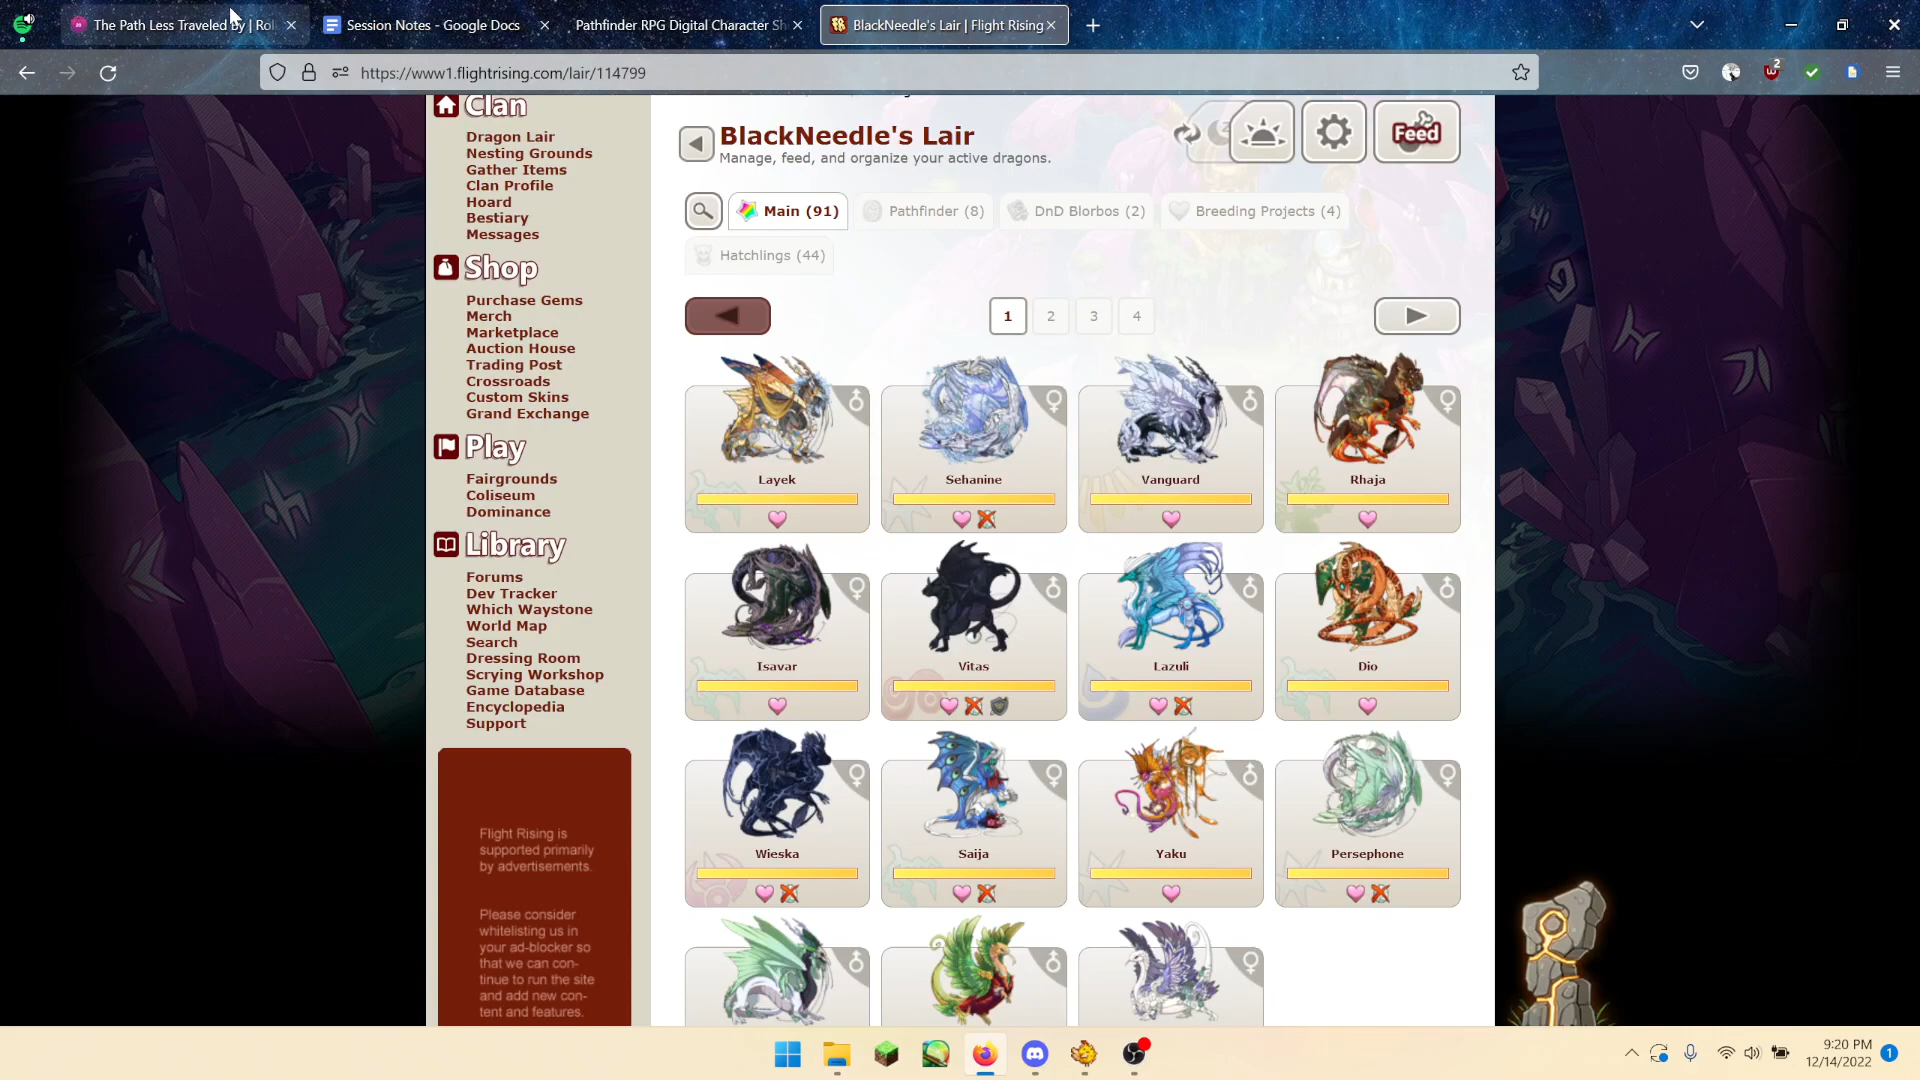 The Path Less Traveled By | Rol
Session Notes - Google Docs
Pathfinder RPG Digital Character Sh
BlackNeedle's Lair | Flight Rising
https://www1.flightrising.com/lair/114799
2
Clan
Dragon Lair
Nesting Grounds
Gather Items
Clan Profile
Hoard
Bestiary
Messages
Shop
Purchase Gems
Merch
Marketplace
Auction House
Trading Post
Crossroads
Custom Skins
Grand Exchange
Play
Fairgrounds
Coliseum
Dominance
Library
Forums
Dev Tracker
Which Waystone
World Map
Search
Dressing Room
Scrying Workshop
Game Database
Encyclopedia
Support
Flight Rising is
supported primarily
by advertisements.
Please consider
whitelisting us in
your ad-blocker so
that we can con-
tinue to run the site
and add new con-
tent and features.
BlackNeedle's Lair
Manage, feed, and organize your active dragons.
Feed
Main (91)
Pathfinder (8)
DnD Blorbos (2)
Breeding Projects (4)
Hatchlings (44)
1 2 3 4
Layek
Sehanine
Vanguard
Rhaja
Isavar
Vitas
Lazuli
Dio
Wieska
Saija
Yaku
Persephone
9:20 PM
12/14/2022
1